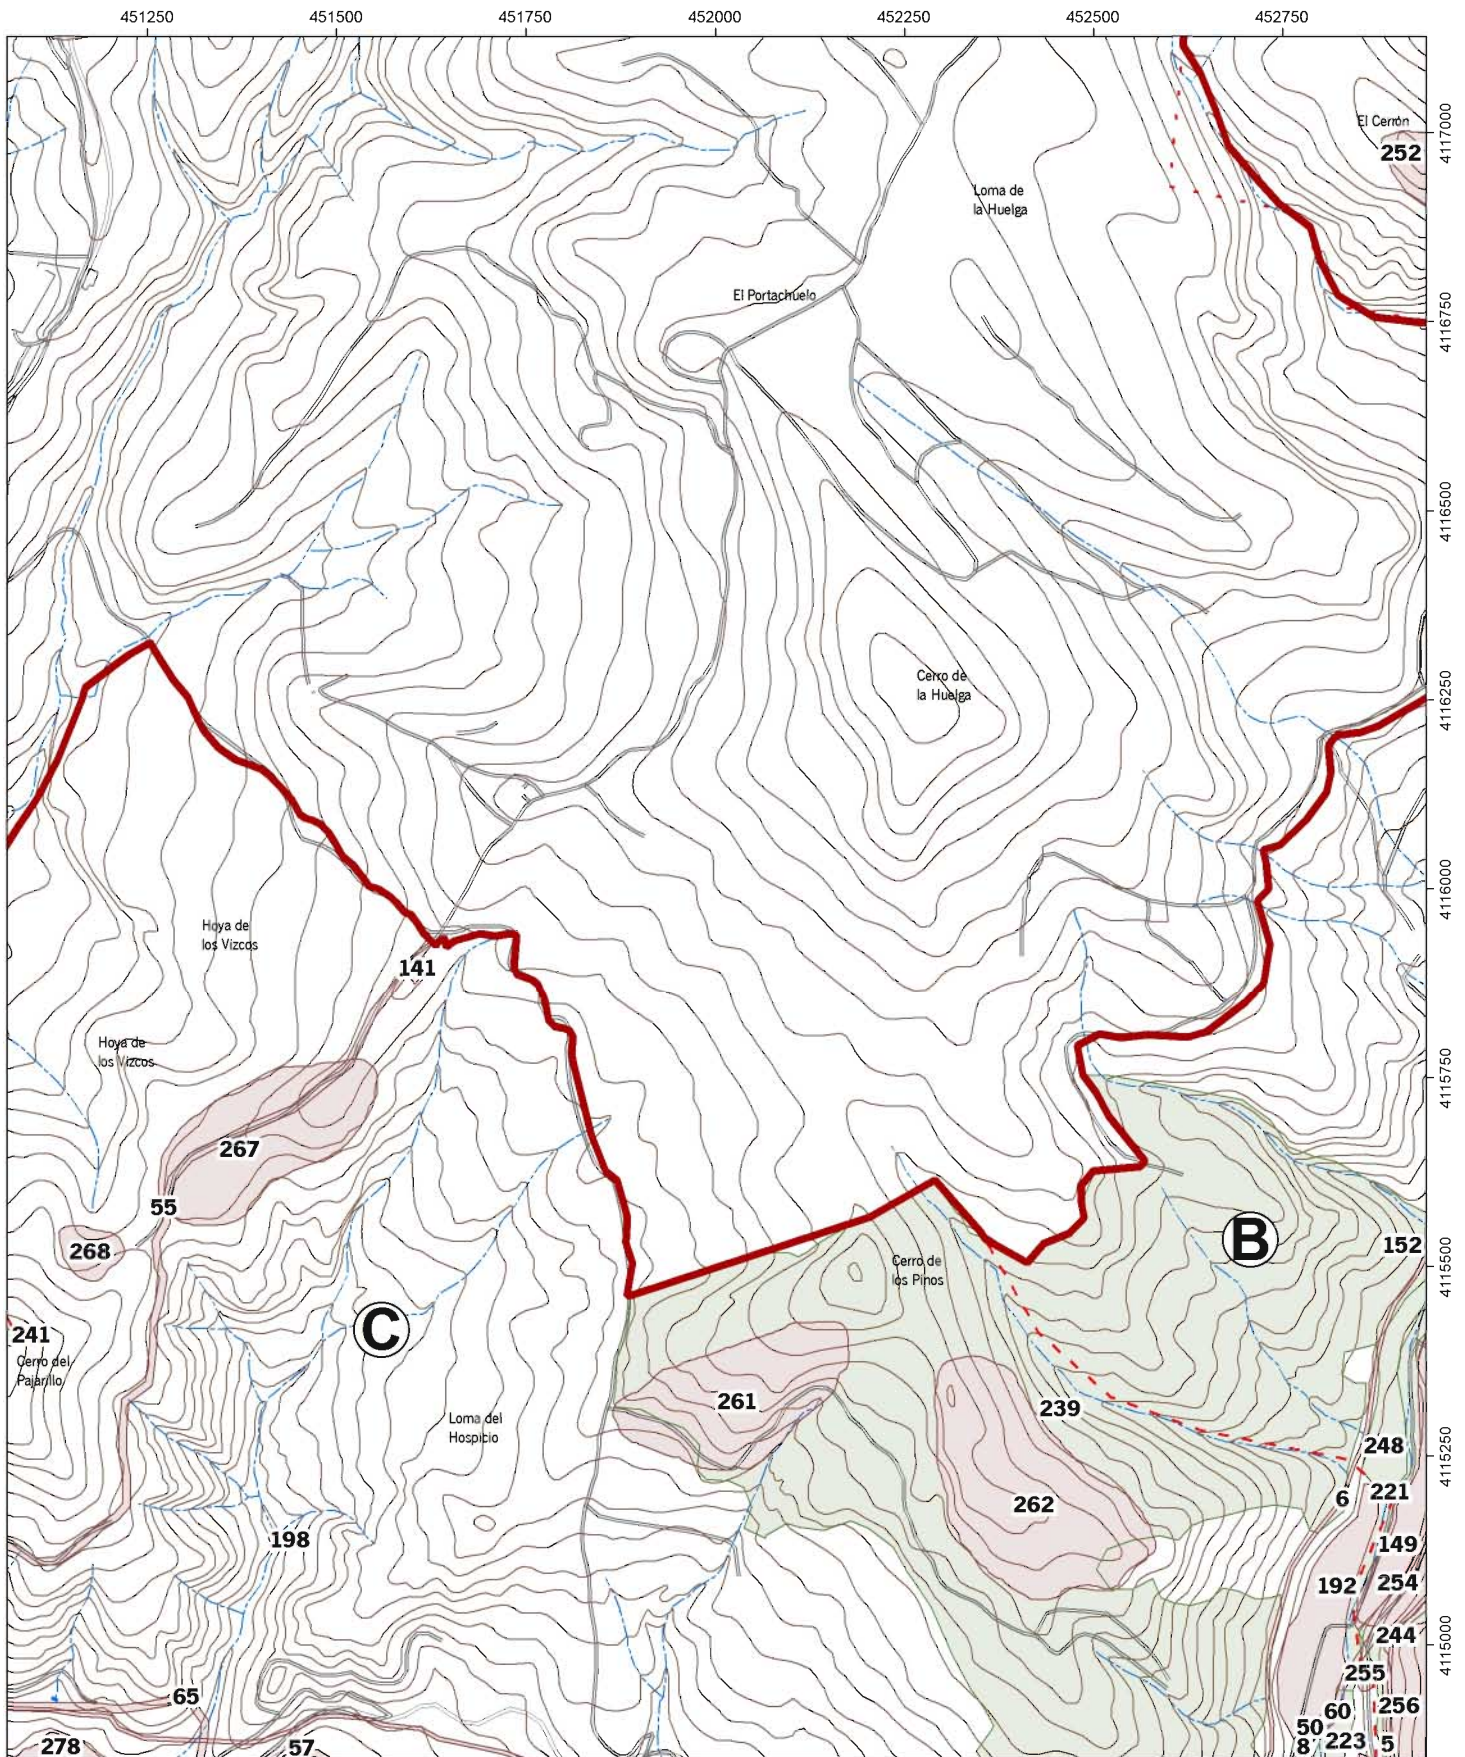 451250 451500 451750 452000 452250 452500 452750
4117000
El Cerrón
252
Loma de
la Huelga
El Portachuelo
4116750
4116500
Cerro de
la Huelga
4116250
4116000
Hoya de
los Vizcos
141
Hoya de
los Vizcos
4115750
267
55
268
B
152
4115500
Cerro de
los Pinos
C
241
Cerro del
Pajarillo
261
239
Loma del
Hospicio
248
4115250
6
221
262
198
149
192
254
244
4115000
255
65
60
256
50
278
57
8
223
5